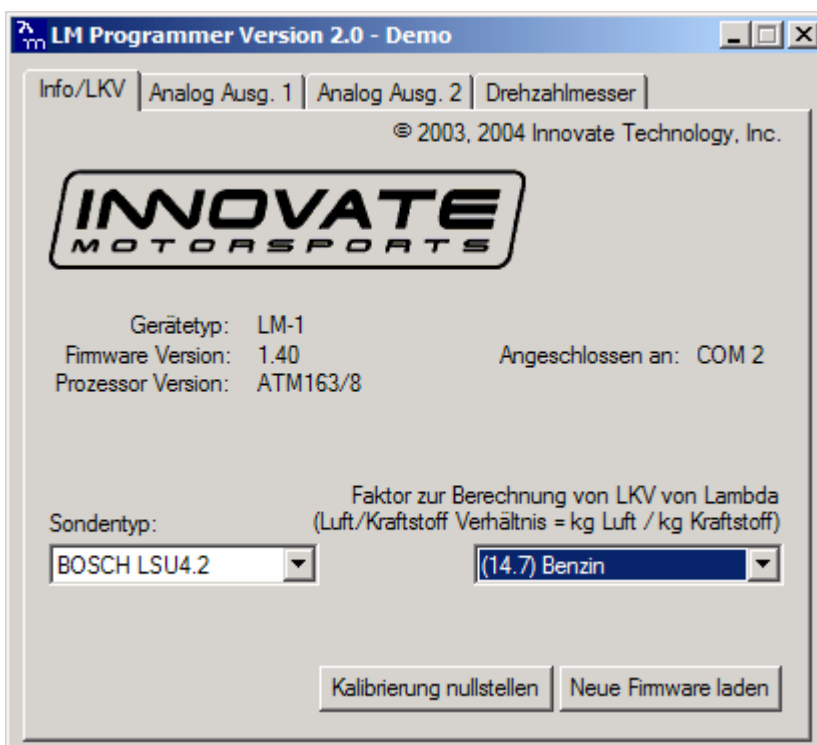 LM Programmer Version 2.0 - Demo
Info/LKV Analog Ausg. 1 Analog Ausg. 2 Drehzahlmesser
© 2003, 2004 Innovate Technology, Inc.
INNOVATE
MOTORSPORTS
Gerätetyp: LM-1
Firmware Version: 1.40 Angeschlossen an: COM 2
Prozessor Version: ATM163/8
Faktor zur Berechnung von LKV von Lambda
Sondentyp: (Luft/Kraftstoff Verhältnis = kg Luft / kg Kraftstoff)
BOSCH LSU4.2 (14.7) Benzin
Kalibrierung nullstellen Neue Firmware laden